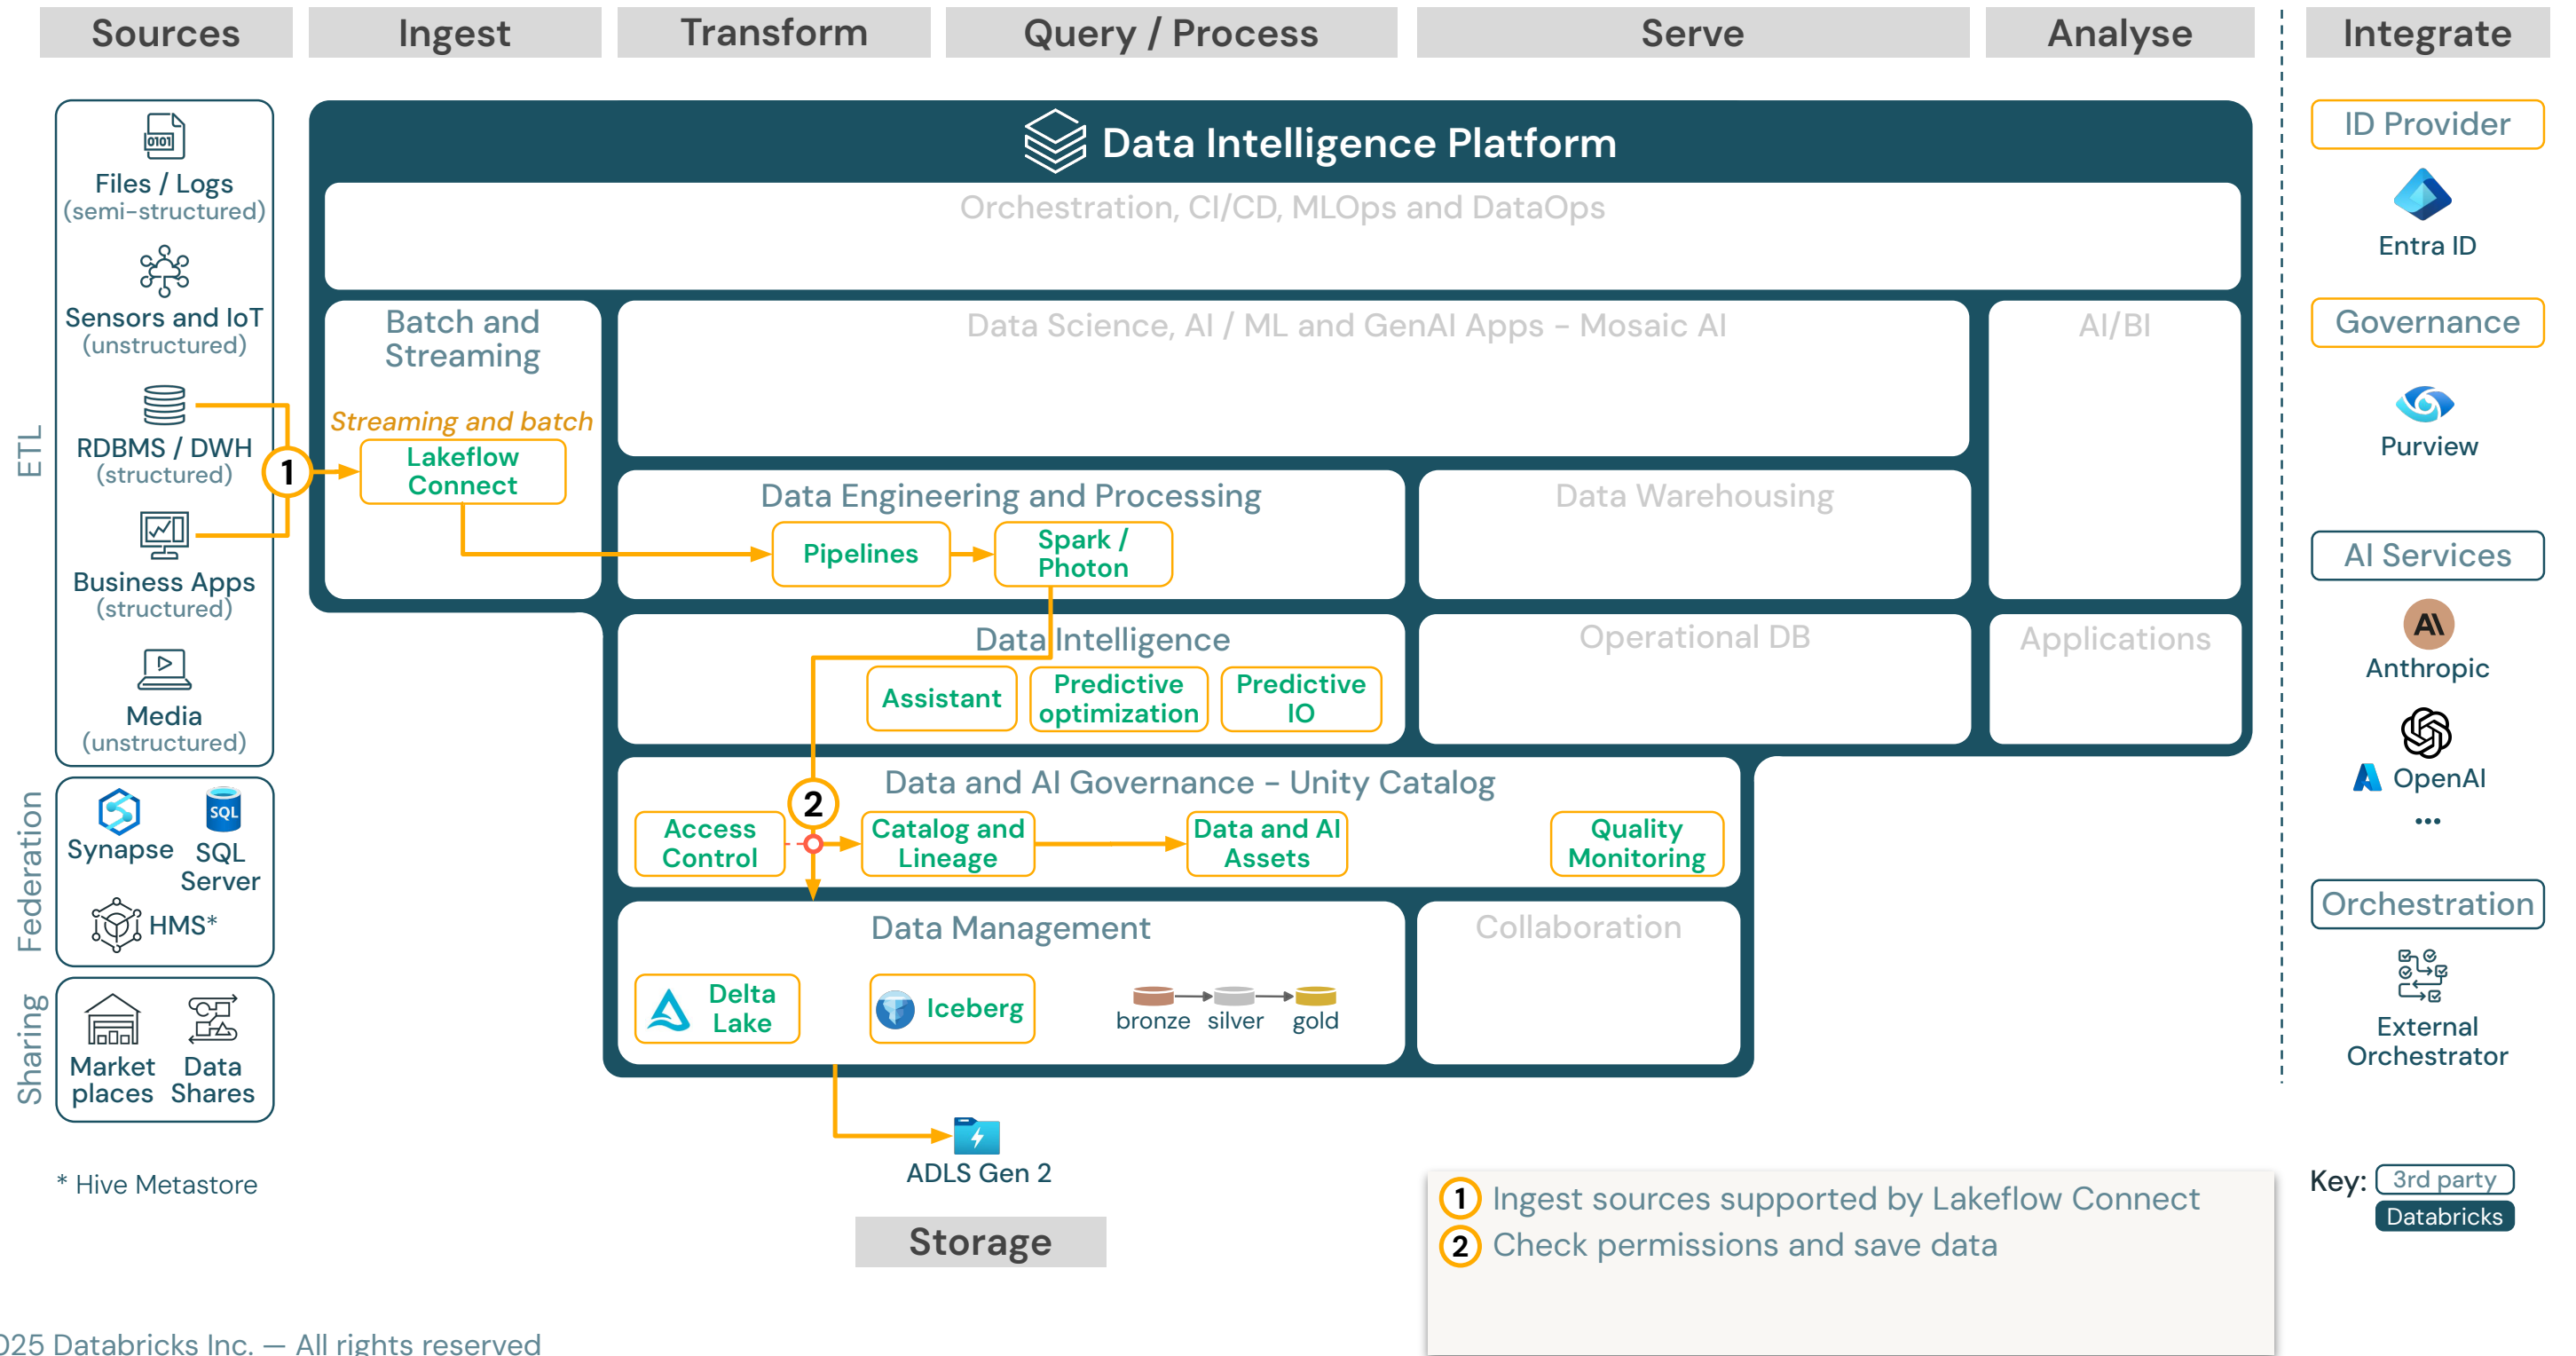 Sources
Ingest
Transform
Query / Process
Serve
Analyse
Integrate
ETL
Files / Logs
(semi-structured)
Sensors and IoT
(unstructured)
RDBMS / DWH
(structured)
Business Apps
(structured)
Media
(unstructured)
Federation
Synapse
SQL
SQL
Server
HMS*
Sharing
Market
places
Data
Shares
* Hive Metastore
Data Intelligence Platform
Orchestration, CI/CD, MLOps and DataOps
Batch and
Streaming
Streaming and batch
1
Lakeflow
Connect
Data Science, AI / ML and GenAI Apps - Mosaic AI
AI/BI
Data Engineering and Processing
Pipelines
Spark /
Photon
Data Warehousing
Data Intelligence
Assistant
Predictive
optimization
Predictive
IO
Operational DB
Applications
Data and AI Governance - Unity Catalog
2
Access
Control
Catalog and
Lineage
Data and AI
Assets
Quality
Monitoring
Data Management
Delta
Lake
Iceberg
bronze
silver
gold
Collaboration
ADLS Gen 2
Storage
ID Provider
Entra ID
Governance
Purview
AI Services
Anthropic
OpenAI
...
Orchestration
External
Orchestrator
1 Ingest sources supported by Lakeflow Connect
2 Check permissions and save data
Key: 3rd party
Databricks
025 Databricks Inc. — All rights reserved
0101